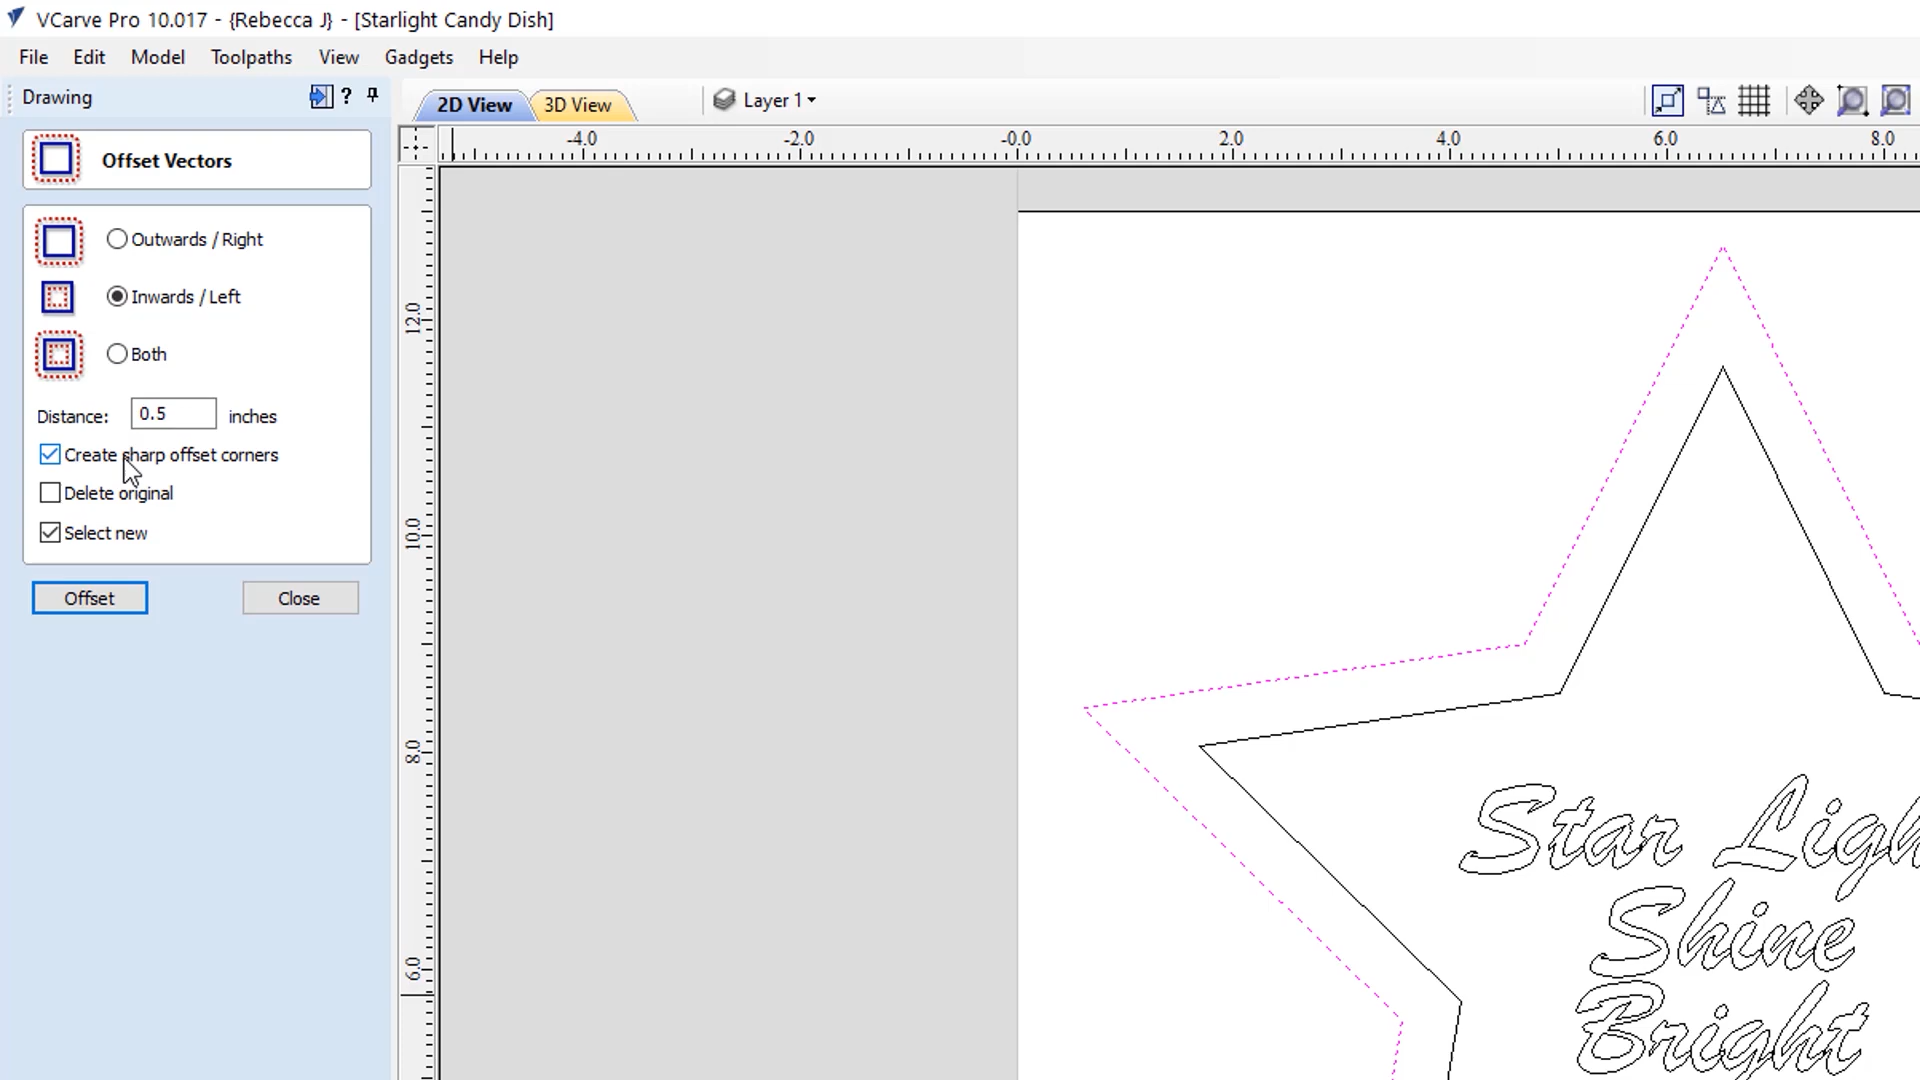 VCarve Pro 10.017 - {Rebecca J} - [Starlight Candy Dish]
File Edit Model Toolpaths View Gadgets Help
Drawing ?
2D View 3D View Layer 1
Offset Vectors
-4.0 -2.0 -0.0 2.0 4.0 6.0 8.0
Outwards / Right
Inwards / Left
Both
Distance: 0.5 inches
Create sharp offset corners
Delete original
Select new
Offset Close
12.0
10.0
8.0
6.0
Star Ligh
Shine
Bright